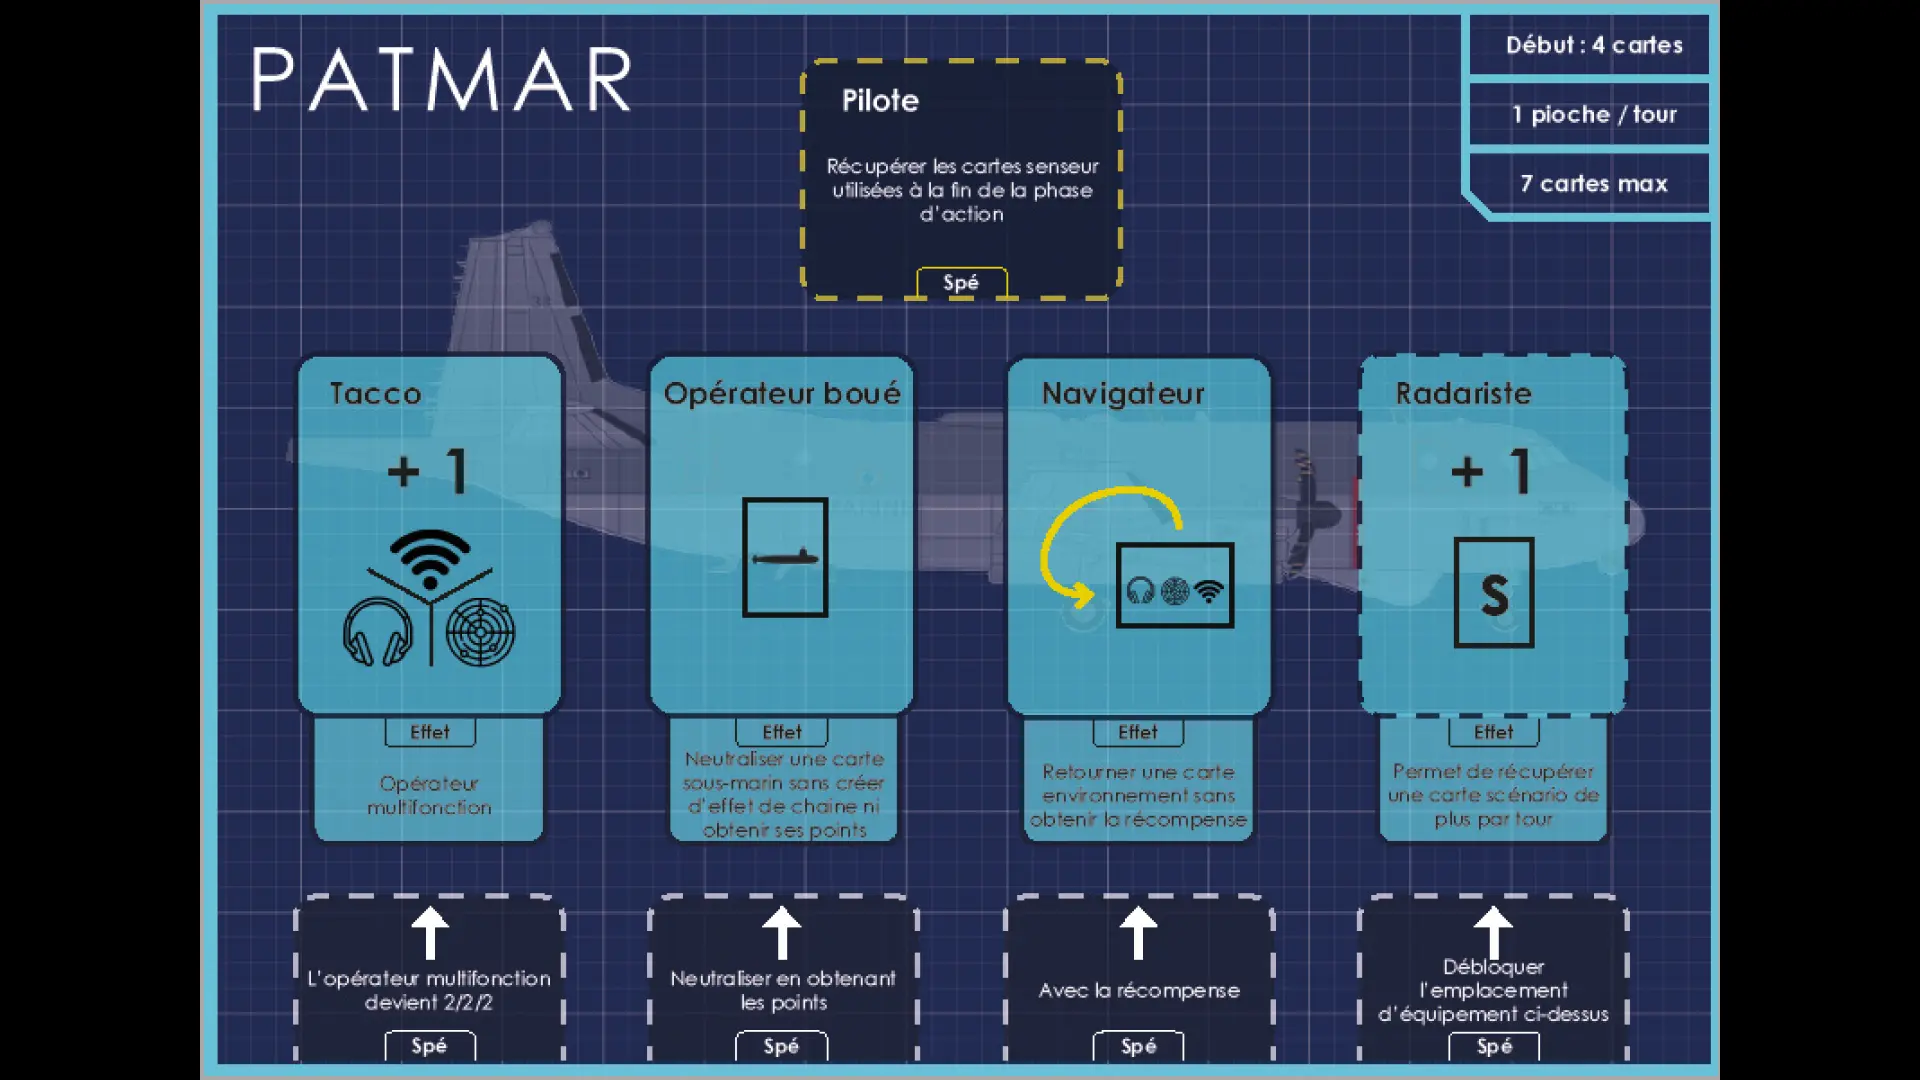 PATMAR
Début : 4 cartes
1 pioche / tour
7 cartes max
Pilote
Récupérer les cartes senseur
utilisées à la fin de la phase
d'action
Spé
Tacco
+ 1
Effet
Opérateur
multifonction
L'opérateur multifonction
devient 2/2/2
Spé
Opérateur boué
Effet
Neutraliser une carte
sous-marin sans créer
d'effet de chaine ni
obtenir ses points
Neutraliser en obtenant
les points
Spé
Navigateur
Effet
Retourner une carte
environnement sans
obtenir la récompense
Avec la récompense
Spé
Radariste
+ 1
S
Effet
Permet de récupérer
une carte scénario de
plus par tour
Débloquer
l'emplacement
d'équipement ci-dessus
Spé